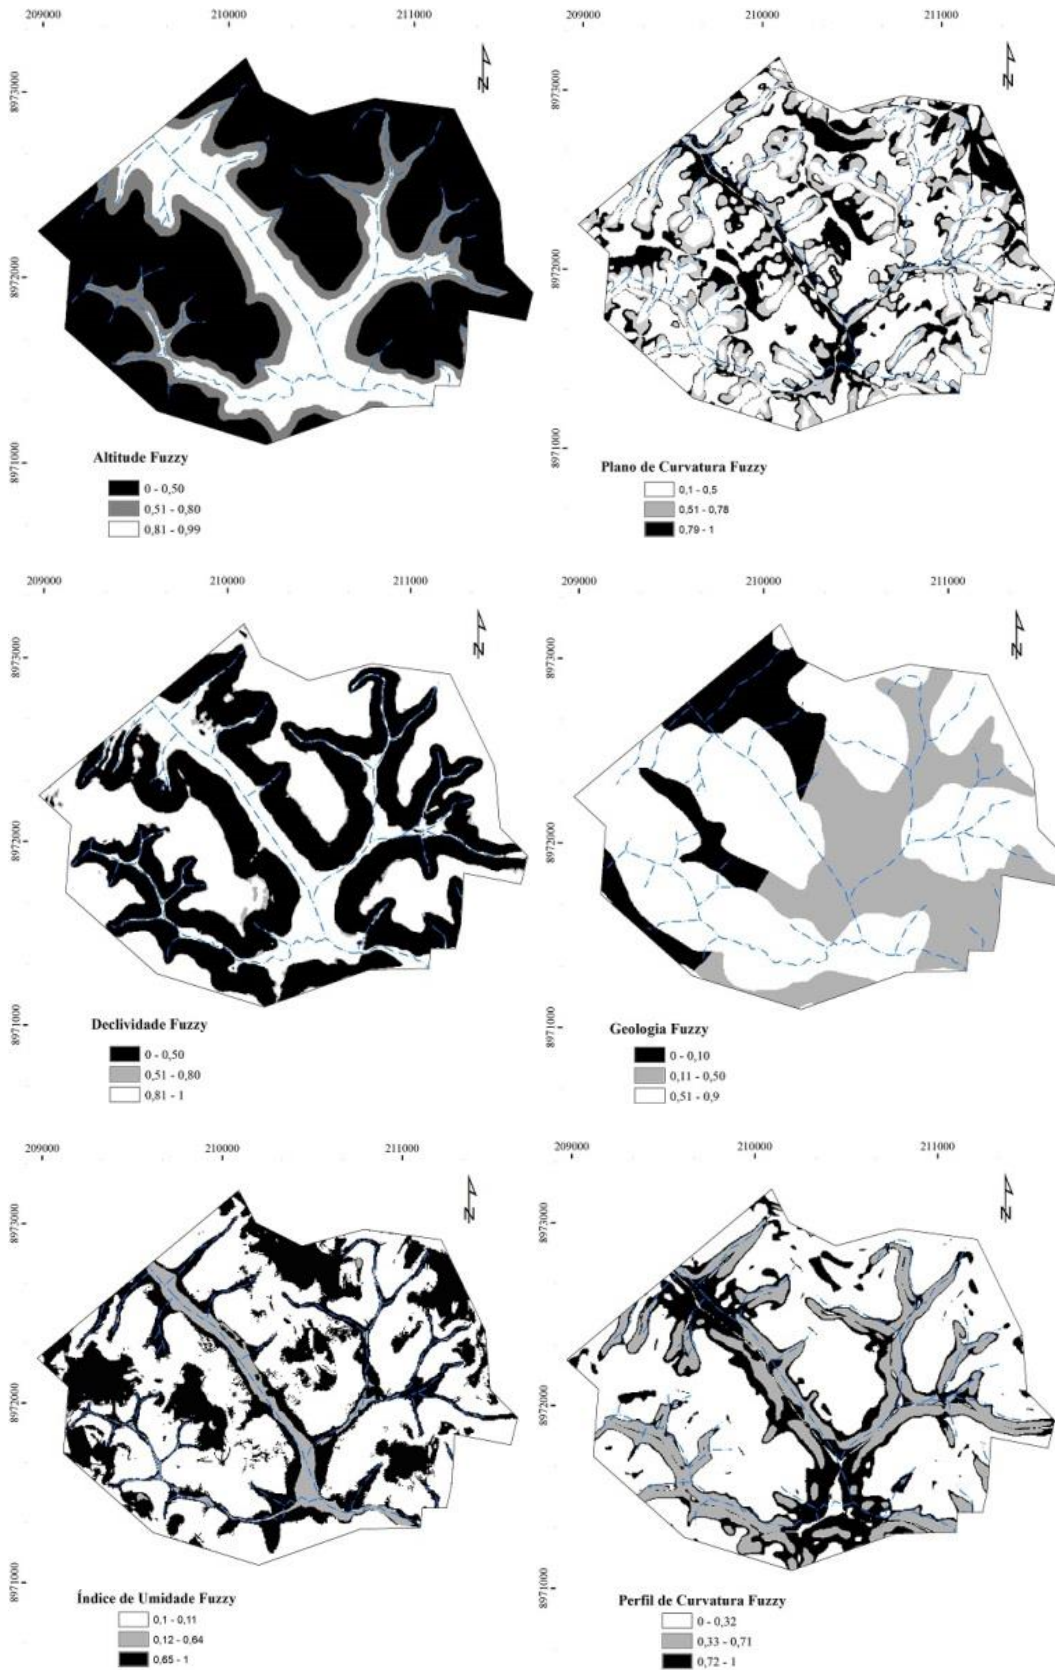 209000 210000 211000
8973000
8972000
8971000
N
Altitude Fuzzy
0 - 0,50
0,51 - 0,80
0,81 - 0,99
209000 210000 211000
8973000
8972000
8971000
N
Plano de Curvatura Fuzzy
0,1 - 0,5
0,51 - 0,78
0,79 - 1
209000 210000 211000
8973000
8972000
8971000
N
Declividade Fuzzy
0 - 0,50
0,51 - 0,80
0,81 - 1
209000 210000 211000
8973000
8972000
8971000
N
Geologia Fuzzy
0 - 0,10
0,11 - 0,50
0,51 - 0,9
209000 210000 211000
8973000
8972000
8971000
N
Índice de Umidade Fuzzy
0,1 - 0,11
0,12 - 0,64
0,65 - 1
209000 210000 211000
8973000
8972000
8971000
N
Perfil de Curvatura Fuzzy
0 - 0,32
0,33 - 0,71
0,72 - 1